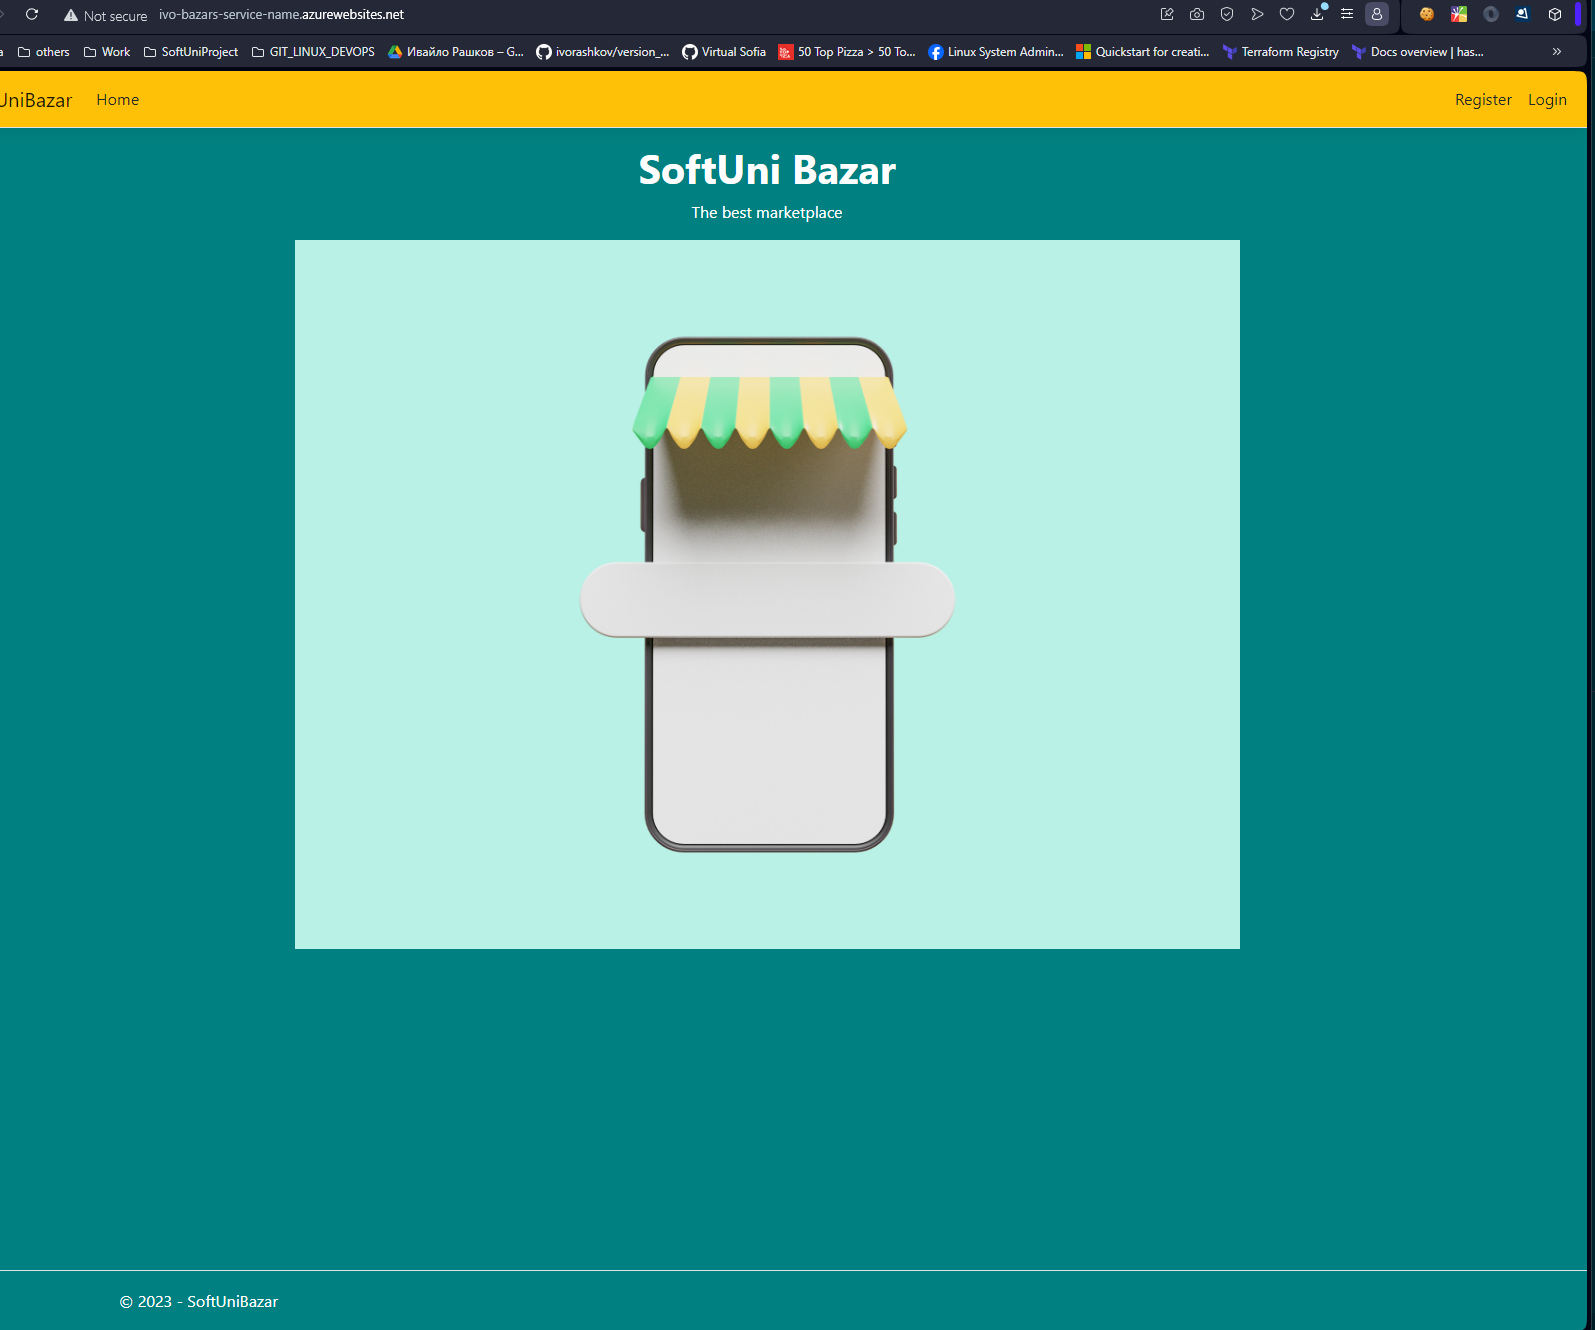 Not secure ivo-bazars-service-name.azurewebsites.net
a others Work SoftUniProject GIT_LINUX_DEVOPS Ивайло Рашков – G... ivorashkov/version_... Virtual Sofia 50 Top Pizza > 50 To... Linux System Admin... Quickstart for creati... Terraform Registry Docs overview | has... »
UniBazar Home Register Login
SoftUni Bazar
The best marketplace
© 2023 - SoftUniBazar